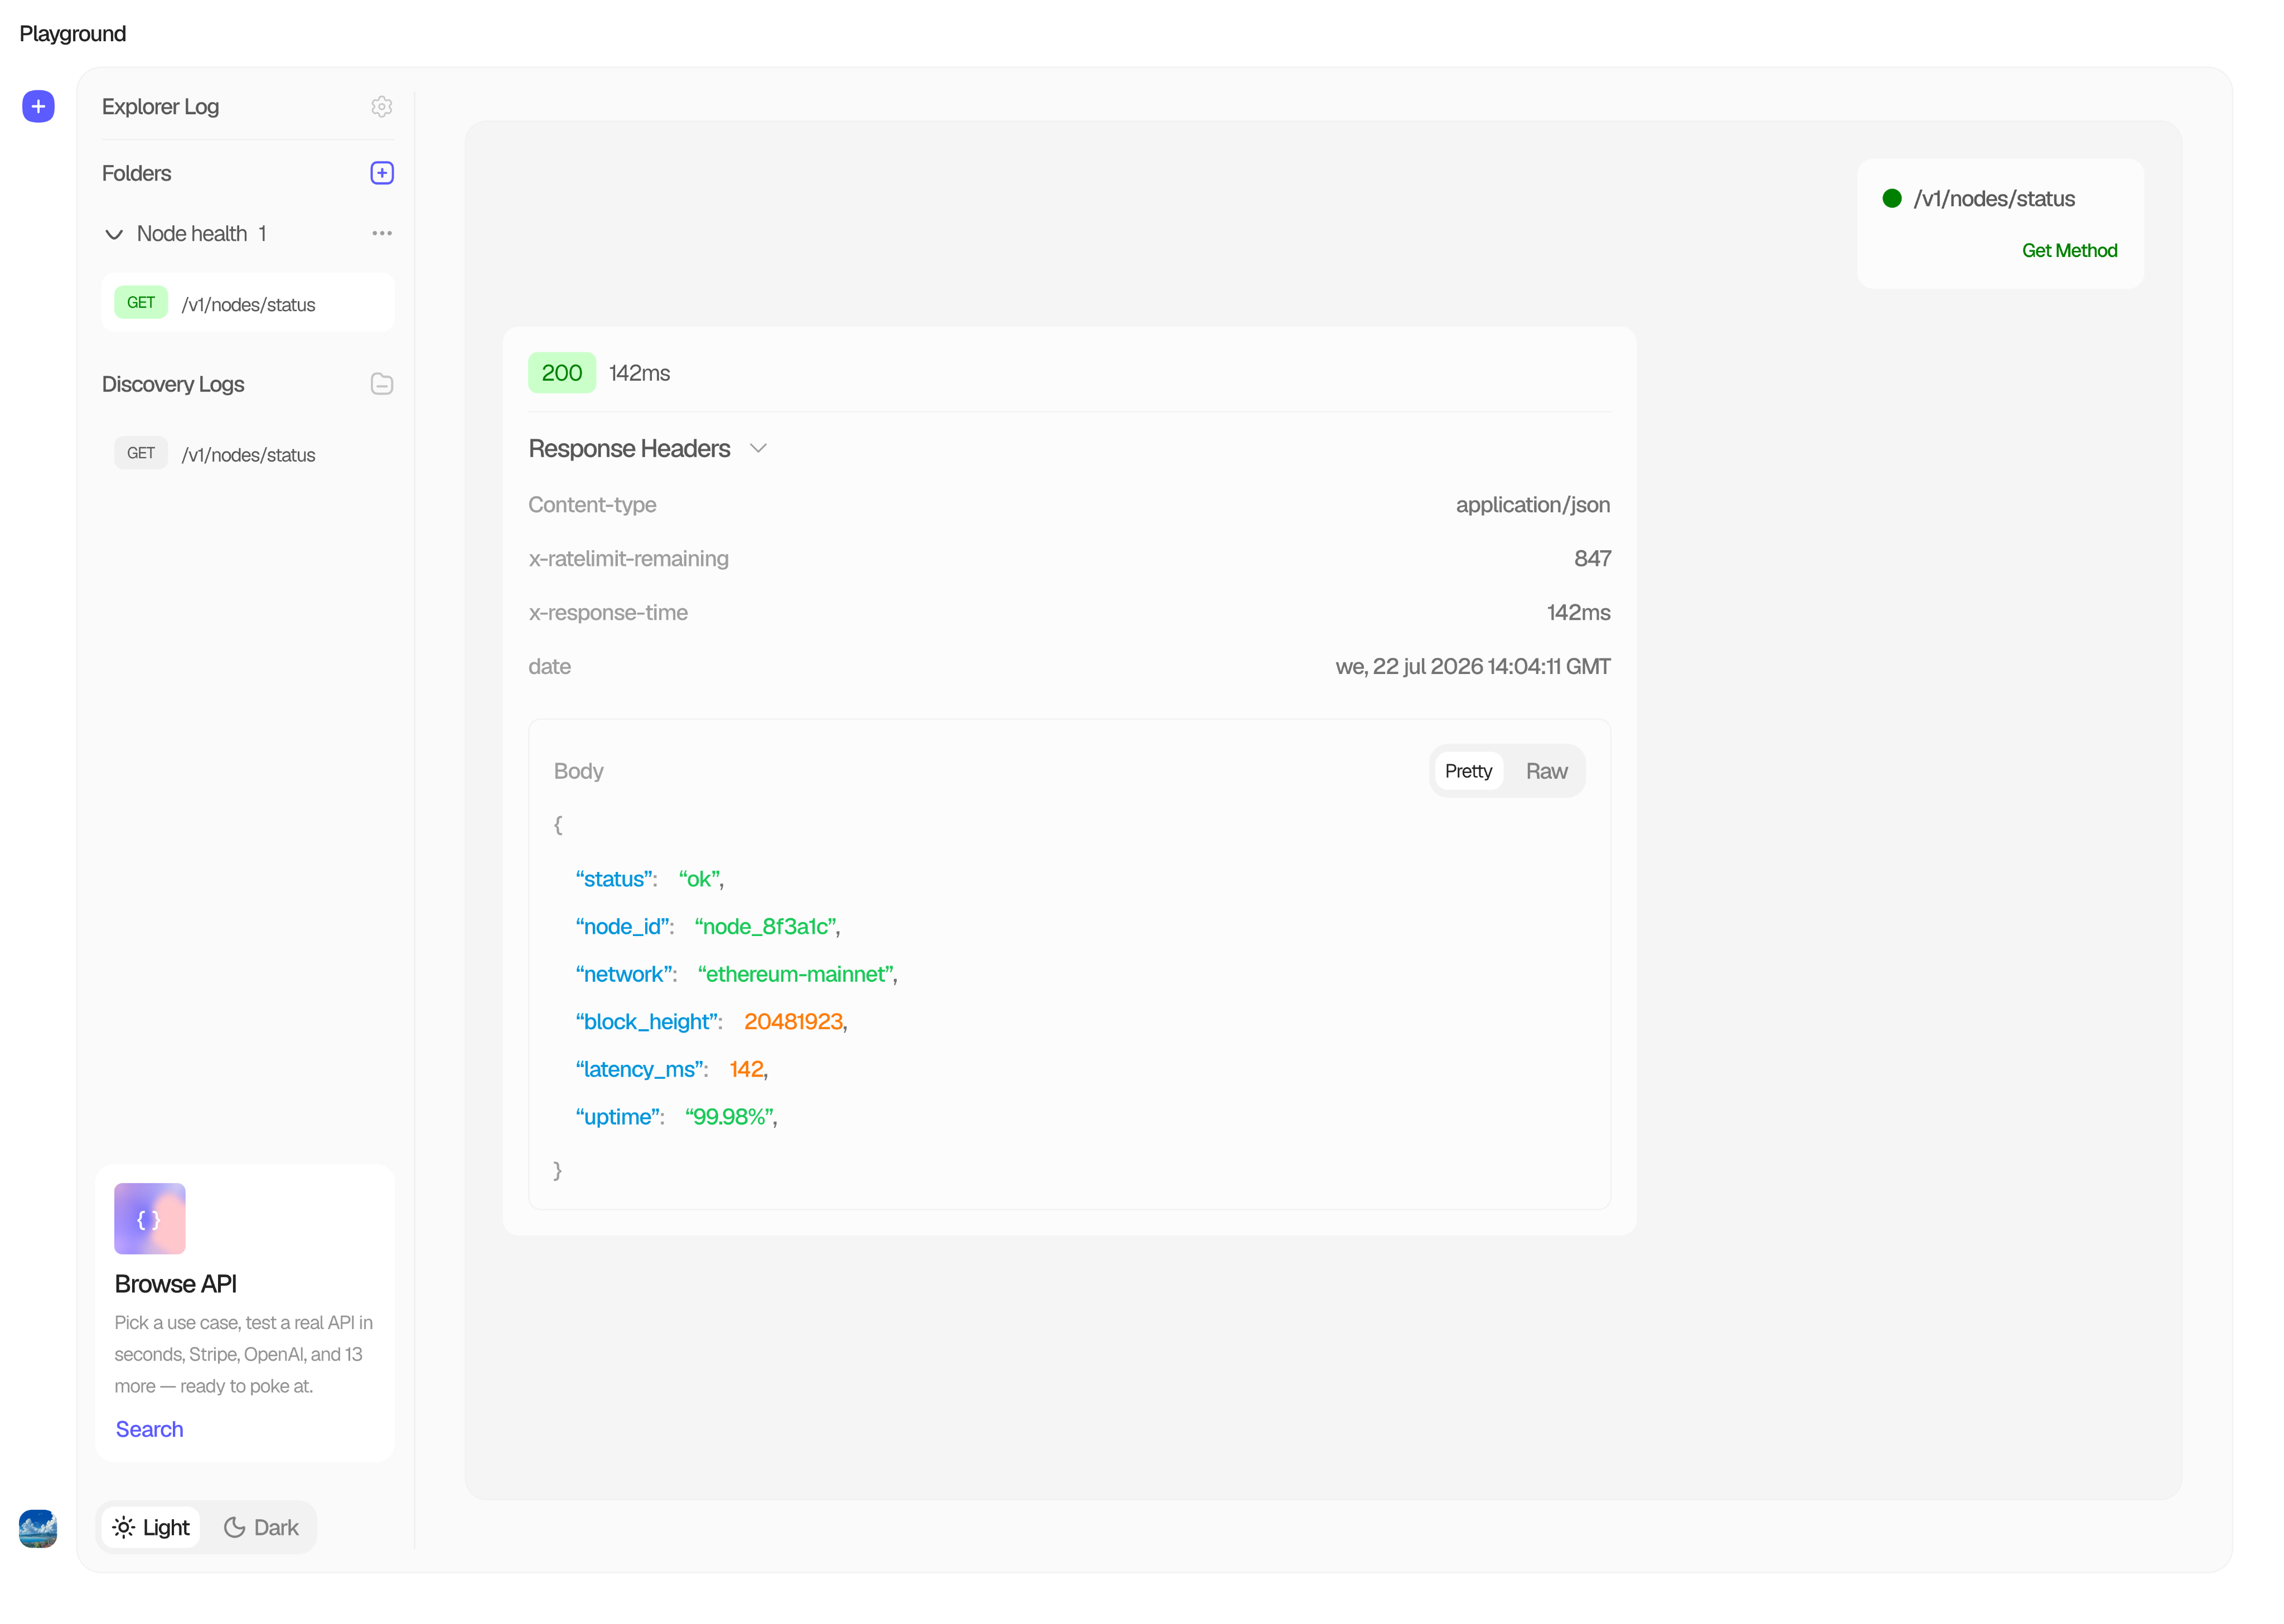 Playground
Explorer Log
Folders
Node health 1
GET /v1/nodes/status
Discovery Logs
GET /v1/nodes/status
{ }
Browse API
Pick a use case, test a real API in
seconds, Stripe, OpenAI, and 13
more — ready to poke at.
Search
Light Dark
/v1/nodes/status
Get Method
200 142ms
Response Headers
Content-type application/json
x-ratelimit-remaining 847
x-response-time 142ms
date we, 22 jul 2026 14:04:11 GMT
Body Pretty Raw
{
“status”: “ok”,
“node_id”: “node_8f3a1c”,
“network”: “ethereum-mainnet”,
“block_height”: 20481923,
“latency_ms”: 142,
“uptime”: “99.98%”,
}